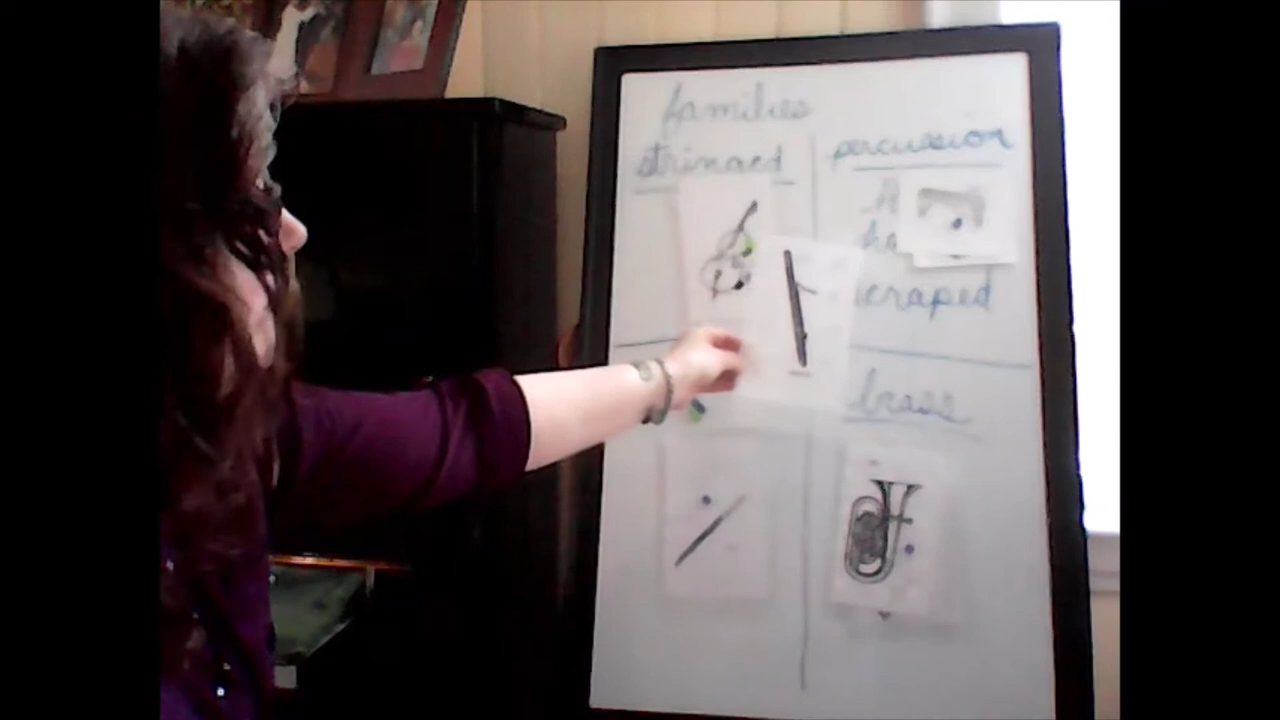 families
stringed
percussion
scraped
brass